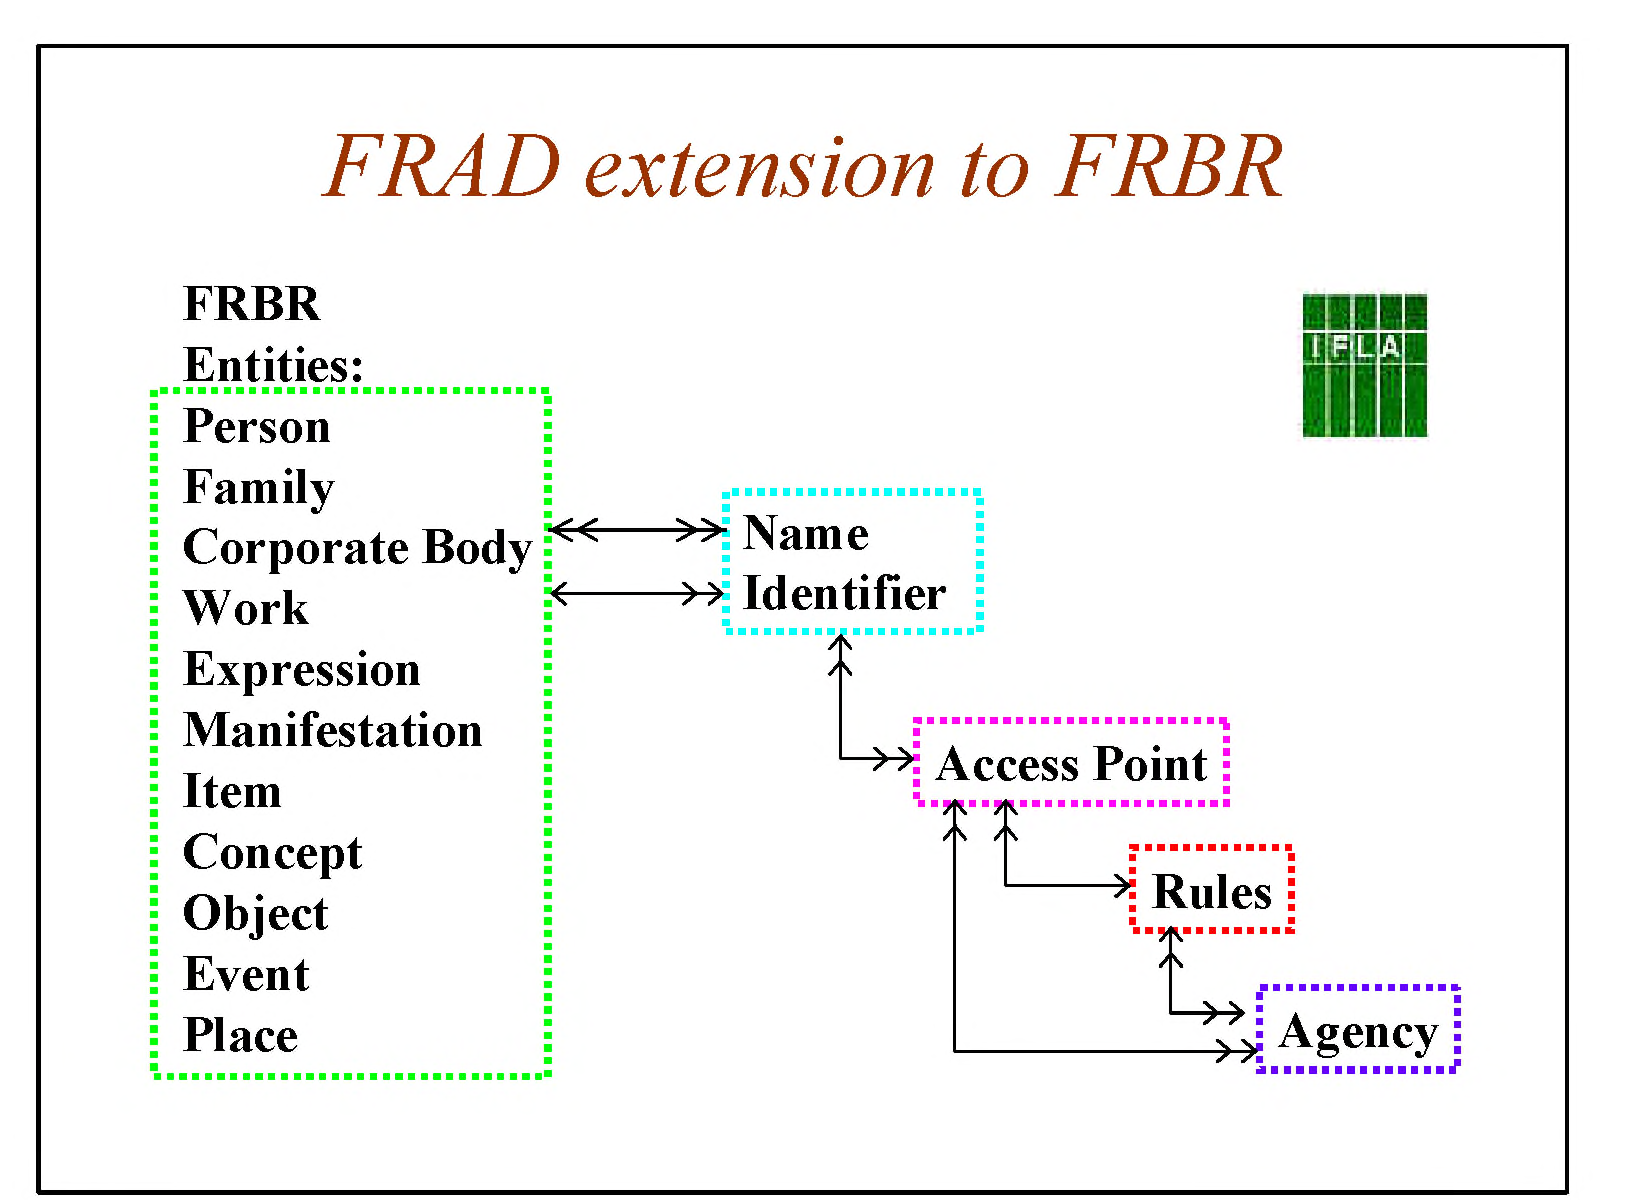 FRAD extension to FRBR
FRBR
Entities:
Person
Family
Corporate Body
Work
Expression
Manifestation
Item
Concept
Object
Event
Place
IFLA
Name
Identifier
Access Point
Rules
Agency